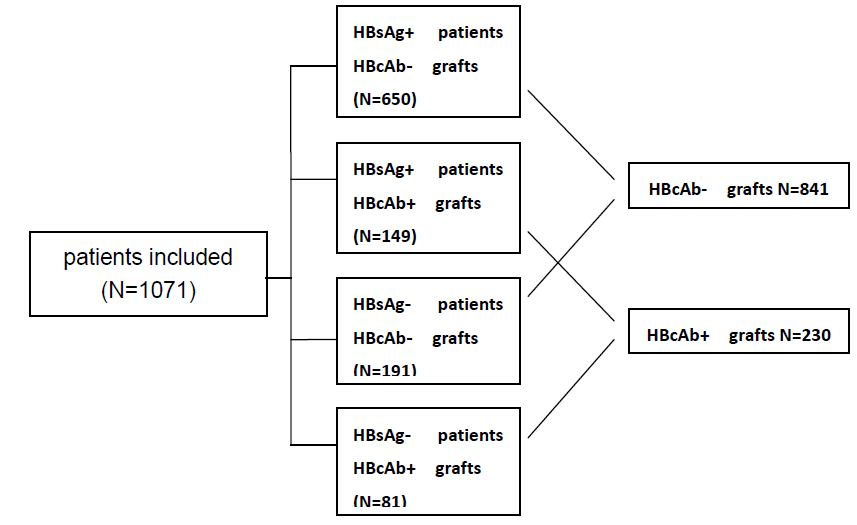 patients included
(N=1071)
HBsAg+ patients
HBcAb- grafts
(N=650)
HBsAg+ patients
HBcAb+ grafts
(N=149)
HBsAg- patients
HBcAb- grafts
(N=191)
HBsAg- patients
HBcAb+ grafts
(N=81)
HBcAb- grafts N=841
HBcAb+ grafts N=230